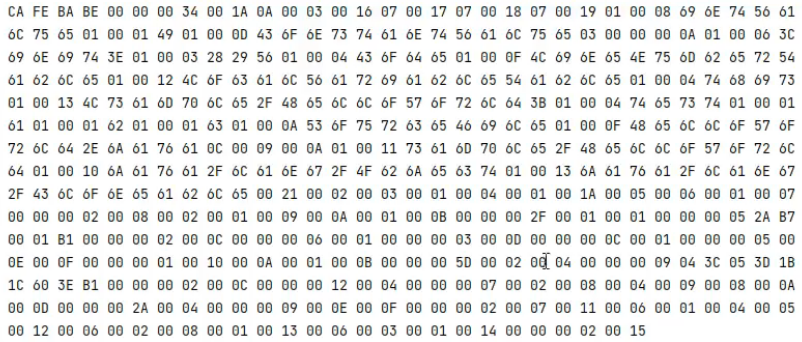 CA FE BA BE 00 00 00 34 00 1A 0A 00 03 00 16 07 00 17 07 00 18 07 00 19 01 00 08 69 6E 74 56 61
6C 75 65 01 00 01 49 01 00 0D 43 6F 6E 73 74 61 6E 74 56 61 6C 75 65 03 00 00 00 0A 01 00 06 3C
69 6E 69 74 3E 01 00 03 28 29 56 01 00 04 43 6F 64 65 01 00 0F 4C 69 6E 65 4E 75 6D 62 65 72 54
61 62 6C 65 01 00 12 4C 6F 63 61 6C 56 61 72 69 61 62 6C 65 54 61 62 6C 65 01 00 04 74 68 69 73
01 00 13 4C 73 61 6D 70 6C 65 2F 48 65 6C 6C 6F 57 6F 72 6C 64 3B 01 00 04 74 65 73 74 01 00 01
61 01 00 01 62 01 00 01 63 01 00 0A 53 6F 75 72 63 65 46 69 6C 65 01 00 0F 48 65 6C 6C 6F 57 6F
72 6C 64 2E 6A 61 76 61 0C 00 09 00 0A 01 00 11 73 61 6D 70 6C 65 2F 48 65 6C 6C 6F 57 6F 72 6C
64 01 00 10 6A 61 76 61 2F 6C 61 6E 67 2F 4F 62 6A 65 63 74 01 00 13 6A 61 76 61 2F 6C 61 6E 67
2F 43 6C 6F 6E 65 61 62 6C 65 00 21 00 02 00 03 00 01 00 04 00 01 00 1A 00 05 00 06 00 01 00 07
00 00 00 02 00 08 00 02 00 01 00 09 00 0A 00 01 00 0B 00 00 00 2F 00 01 00 01 00 00 00 05 2A B7
00 01 B1 00 00 00 02 00 0C 00 00 00 06 00 01 00 00 00 03 00 0D 00 00 00 0C 00 01 00 00 00 05 00
0E 00 0F 00 00 00 01 00 10 00 0A 00 01 00 0B 00 00 00 5D 00 02 00 04 00 00 00 09 04 3C 05 3D 1B
1C 60 3E B1 00 00 00 02 00 0C 00 00 00 12 00 04 00 00 00 07 00 02 00 08 00 04 00 09 00 08 00 0A
00 0D 00 00 00 2A 00 04 00 00 00 09 00 0E 00 0F 00 00 00 02 00 07 00 11 00 06 00 01 00 04 00 05
00 12 00 06 00 02 00 08 00 01 00 13 00 06 00 03 00 01 00 14 00 00 00 02 00 15